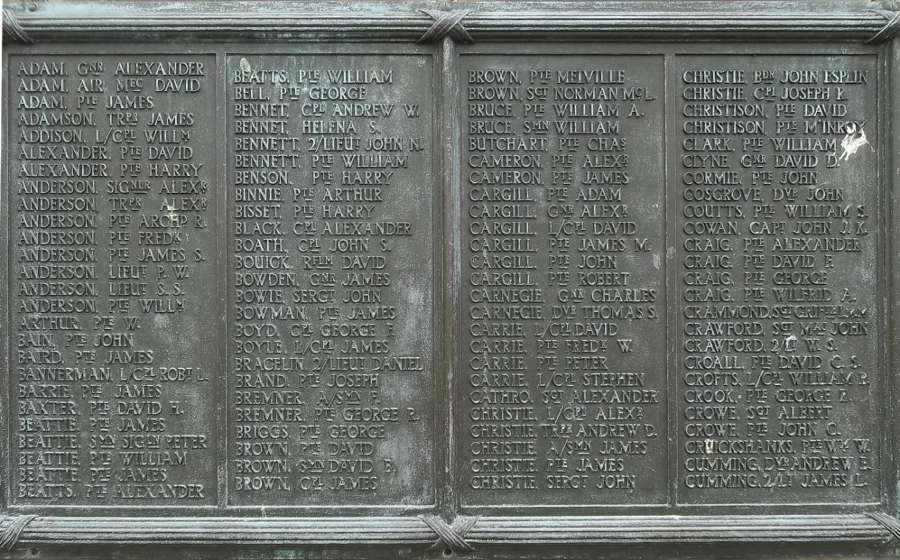 ADAM, GNR ALEXANDER
ADAM, AIR MEC DAVID
ADAM, PTE JAMES
ADAMSON, TRPR JAMES
ADDISON, L/CPL WILLM
ALEXANDER, PTE DAVID
ALEXANDER, PTE HARRY
ANDERSON, SIGNLR ALEXR
ANDERSON, TRPR ALEXR
ANDERSON, PTE ARCHD R.
ANDERSON, PTE FREDK
ANDERSON, PTE JAMES S.
ANDERSON, LIEUT P. W.
ANDERSON, LIEUT S. S.
ANDERSON, PTE WILLM
ARTHUR, PTE W.
BAIN, PTE JOHN
BAIRD, PTE JAMES
BANNERMAN, L/CPL ROBT L.
BARRIE, PTE JAMES
BAXTER, PTE DAVID H.
BEATTIE, PTE JAMES
BEATTIE, SMN SIGMN PETER
BEATTIE, PTE WILLIAM
BEATTIE, PTE JAMES
BEATTS, PTE ALEXANDER
BEATTS, PTE WILLIAM
BELL, PTE GEORGE
BENNET, CPL ANDREW W.
BENNET, HELENA S.
BENNETT, 2/LIEUT JOHN N.
BENNETT, PTE WILLIAM
BENSON, PTE HARRY
BINNIE, PTE ARTHUR
BISSET, PTE HARRY
BLACK, CPL ALEXANDER
BOATH, CPL JOHN S.
BOUICK, RFLM DAVID
BOWDEN, GNR JAMES
BOWIE, SERGT JOHN
BOWMAN, PTE JAMES
BOYD, CPL GEORGE F.
BOYLE, L/CPL JAMES
BRAGELIN, 2/LIEUT DANIEL
BRAND, PTE JOSEPH
BREMNER, A/SMN F.
BREMNER, PTE GEORGE R.
BRIGGS, PTE GEORGE
BROWN, PTE DAVID
BROWN, SMN DAVID B.
BROWN, CPL JAMES
BROWN, PTE MELVILLE
BROWN, SGT NORMAN MCL.
BRUCE, PTE WILLIAM A.
BRUCE, SMN WILLIAM
BUTCHART, PTE CHAS
CAMERON, PTE ALEXR
CAMERON, PTE JAMES
CARGILL, PTE ADAM
CARGILL, GNR ALEXR
CARGILL, L/CPL DAVID
CARGILL, PTE JAMES M.
CARGILL, PTE JOHN
CARGILL, PTE ROBERT
CARNEGIE, GNR CHARLES
CARNEGIE, DVR THOMAS S.
CARRIE, L/CPL DAVID
CARRIE, PTE FREDK W.
CARRIE, PTE PETER
CARRIE, L/CPL STEPHEN
CATHRO, SGT ALEXANDER
CHRISTIE, L/CPL ALEXR
CHRISTIE, TRPR ANDREW D.
CHRISTIE, A/SMN JAMES
CHRISTIE, PTE JAMES
CHRISTIE, SERGT JOHN
CHRISTIE, BDR JOHN ESPLIN
CHRISTIE, CPL JOSEPH
CHRISTISON, PTE DAVID
CHRISTISON, PTE
CLARK, PTE WILLIAM
CLYNE, GNR DAVID D.
CORMIE, PTE JOHN
COSGROVE, DVR JOHN
COUTTS, PTE WILLIAM S.
COWAN, CAPT JOHN J. K.
CRAIG, PTE ALEXANDER
CRAIG, PTE DAVID F.
CRAIG, PTE GEORGE
CRAIG, PTE WILFRID A.
CRAMMOND, SGT
CRAWFORD, SGT MAJ JOHN
CRAWFORD, 2/LT W. S.
CROALL, PTE DAVID C. S.
CROFTS, L/CPL WILLIAM R.
CROOK, PTE GEORGE
CROWE, SGT ALBERT
CROWE, PTE JOHN C.
CRUICKSHANKS, PTE WM W.
CUMMING, DVR ANDREW
CUMMING, 2/LT JAMES L.